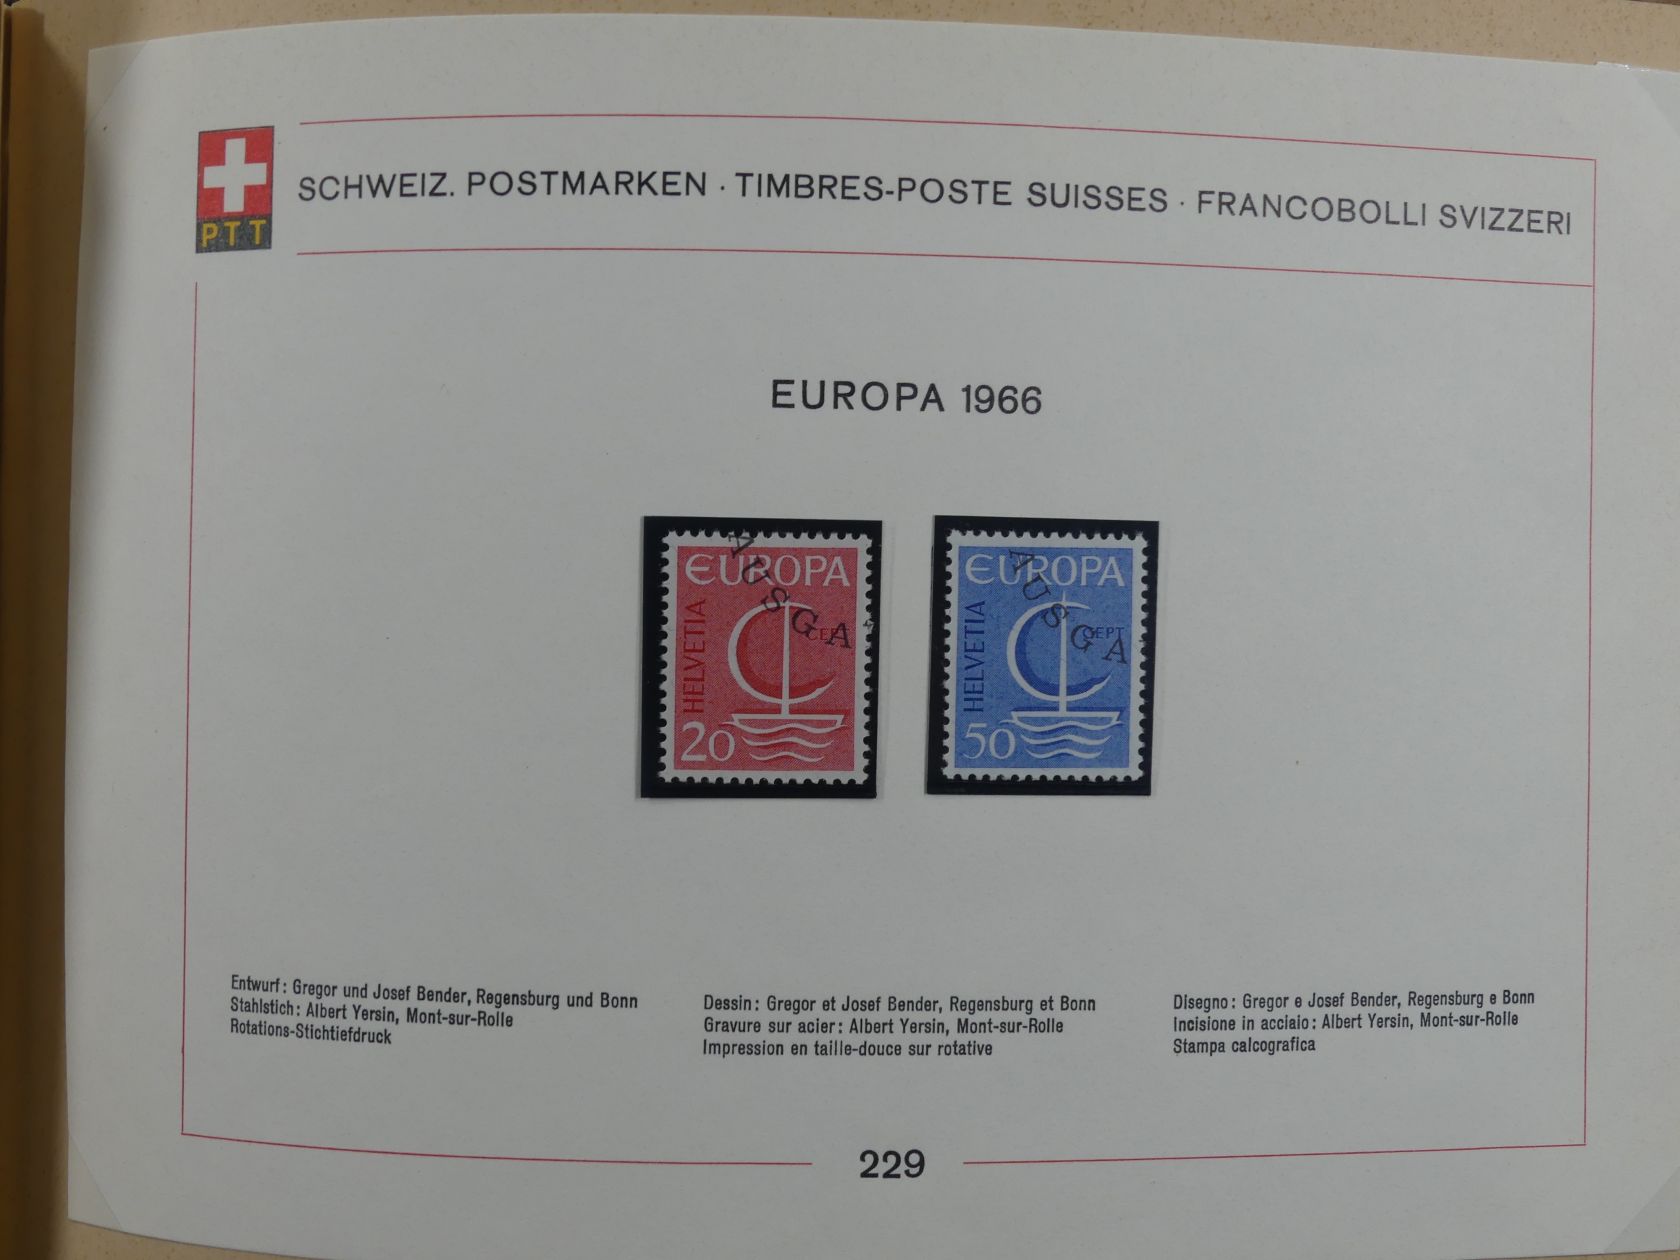 PTT
SCHWEIZ. POSTMARKEN · TIMBRES-POSTE SUISSES · FRANCOBOLLI SVIZZERI
EUROPA 1966
EUROPA
HELVETIA
CEPT
20
AUSGA
EUROPA
HELVETIA
CEPT
50
AUSGA
Entwurf: Gregor und Josef Bender, Regensburg und Bonn
Stahlstich: Albert Yersin, Mont-sur-Rolle
Rotations-Stichtiefdruck
Dessin: Gregor et Josef Bender, Regensburg et Bonn
Gravure sur acier: Albert Yersin, Mont-sur-Rolle
Impression en taille-douce sur rotative
Disegno: Gregor e Josef Bender, Regensburg e Bonn
Incisione in acciaio: Albert Yersin, Mont-sur-Rolle
Stampa calcografica
229